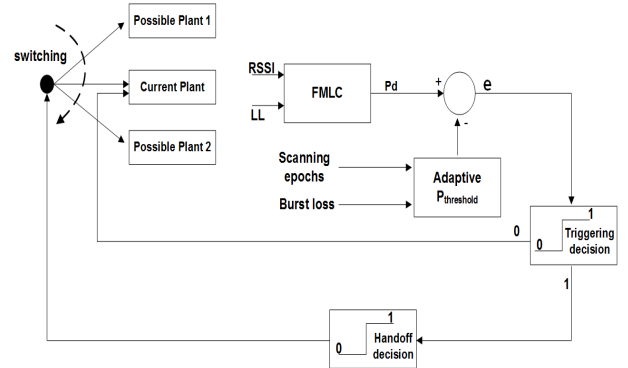 Possible Plant 1
switching
Current Plant
Possible Plant 2
RSSI
LL
FMLC
Pd
+
e
-
Scanning
epochs
Burst loss
Adaptive
Pthreshold
0
1
0
Triggering
decision
1
1
0
Handoff
decision